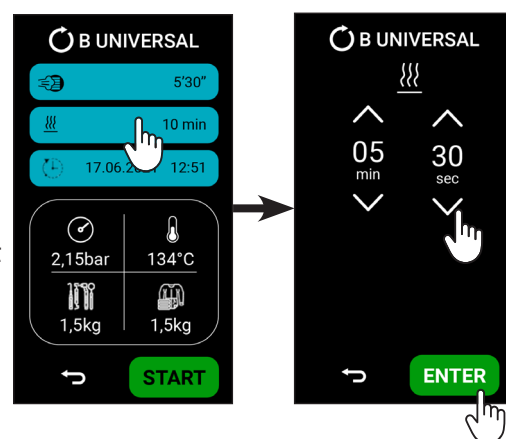 B UNIVERSAL
5'30"
10 min
12:51
2,15bar
134°C
1,5kg
1,5kg
START
B UNIVERSAL
05
30
min
sec
ENTER